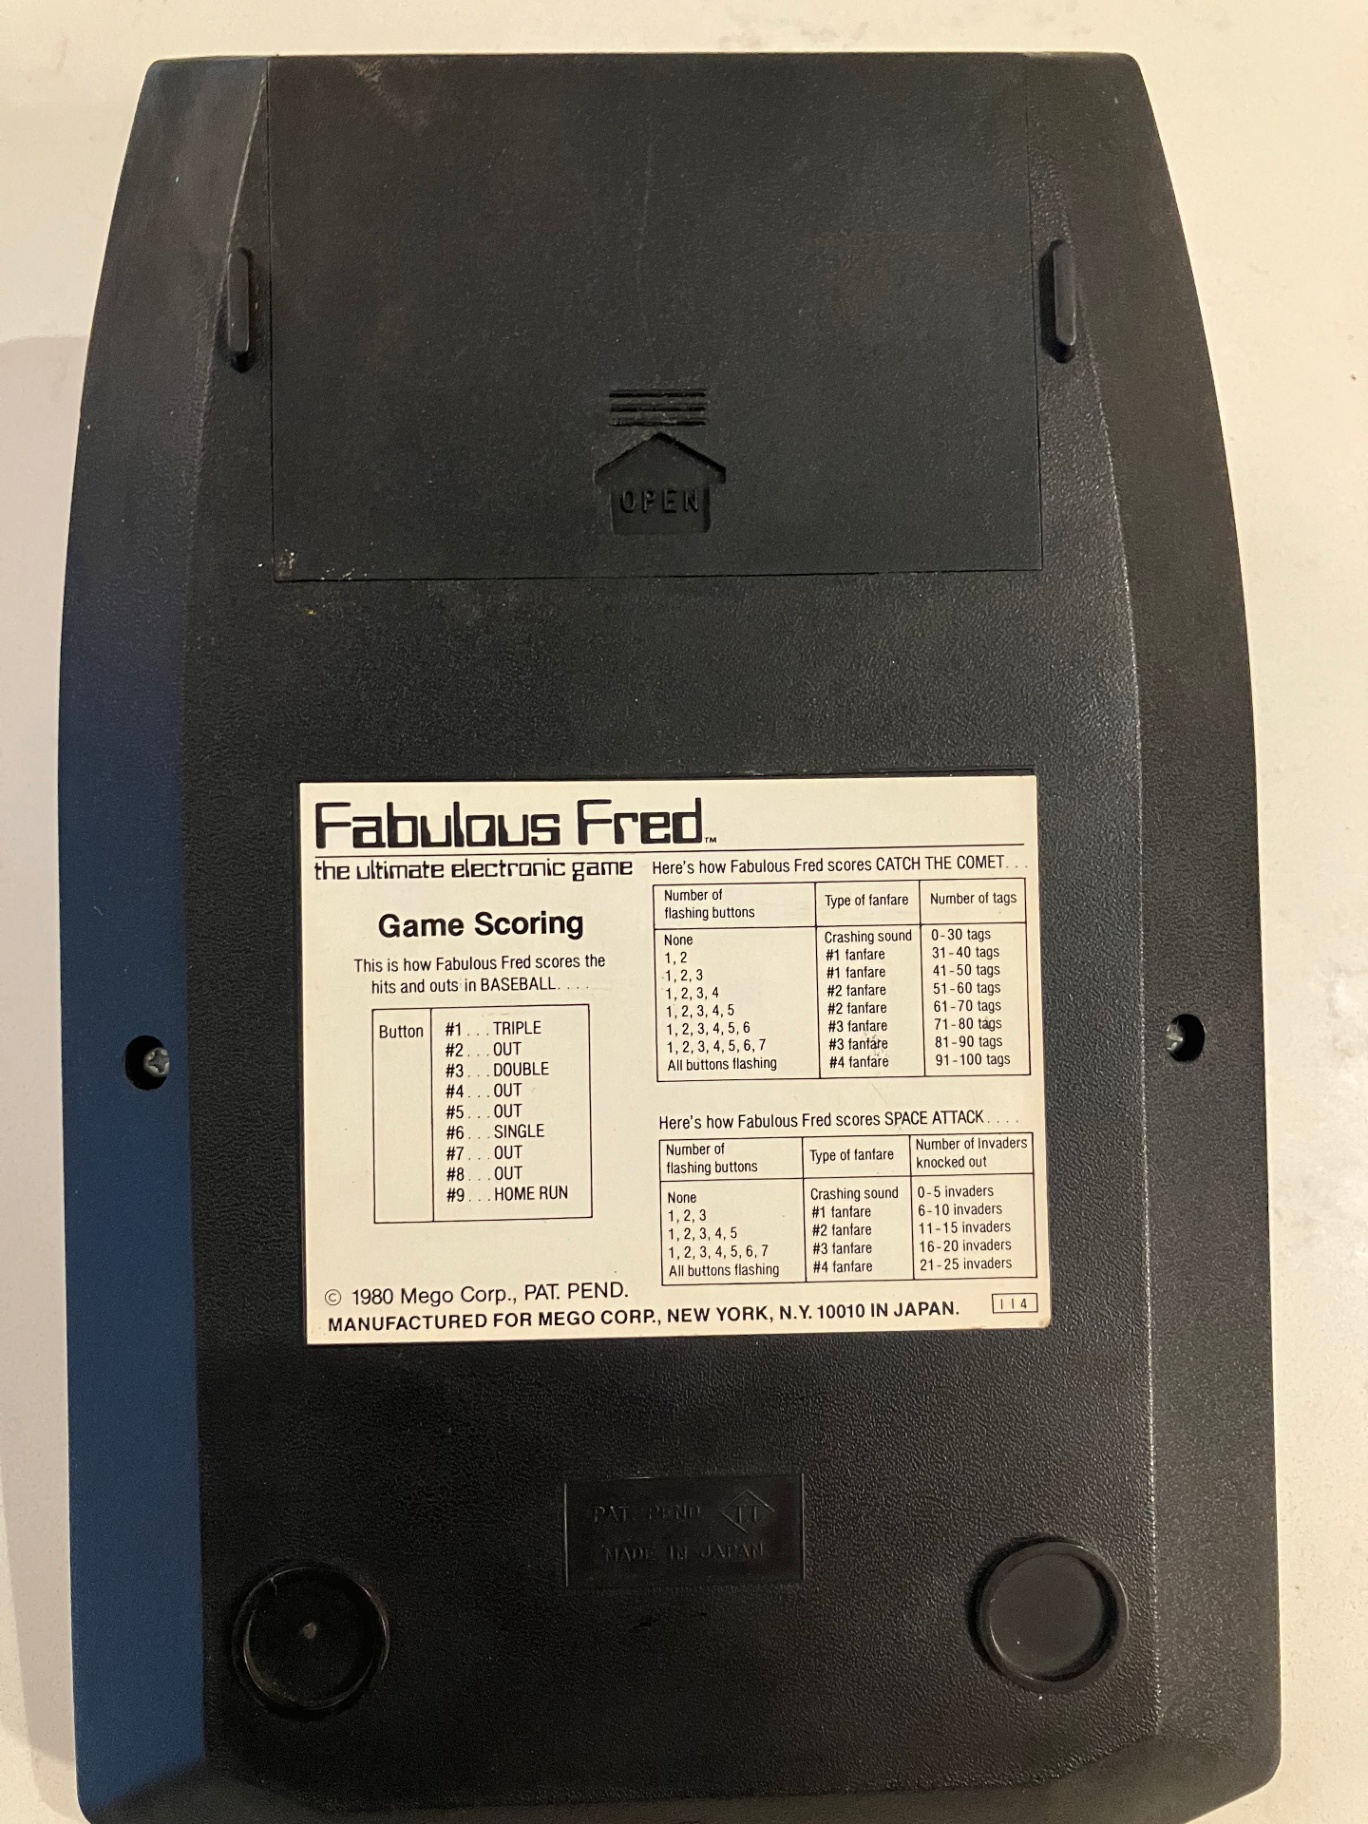 OPEN
Fabulous Fred™
the ultimate electronic game
Game Scoring
This is how Fabulous Fred scores the
hits and outs in BASEBALL. . . .
Button
#1 . . . TRIPLE
#2 . . . OUT
#3 . . . DOUBLE
#4 . . . OUT
#5 . . . OUT
#6 . . . SINGLE
#7 . . . OUT
#8 . . . OUT
#9 . . . HOME RUN
Here's how Fabulous Fred scores CATCH THE COMET. . .
Number of flashing buttons Type of fanfare Number of tags
None Crashing sound 0-30 tags
1, 2 #1 fanfare 31-40 tags
1, 2, 3 #1 fanfare 41-50 tags
1, 2, 3, 4 #2 fanfare 51-60 tags
1, 2, 3, 4, 5 #2 fanfare 61-70 tags
1, 2, 3, 4, 5, 6 #3 fanfare 71-80 tags
1, 2, 3, 4, 5, 6, 7 #3 fanfare 81-90 tags
All buttons flashing #4 fanfare 91-100 tags
Here's how Fabulous Fred scores SPACE ATTACK. . . .
Number of flashing buttons Type of fanfare Number of Invaders knocked out
None Crashing sound 0-5 invaders
1, 2, 3 #1 fanfare 6-10 invaders
1, 2, 3, 4, 5 #2 fanfare 11-15 invaders
1, 2, 3, 4, 5, 6, 7 #3 fanfare 16-20 invaders
All buttons flashing #4 fanfare 21-25 invaders
© 1980 Mego Corp., PAT. PEND.
MANUFACTURED FOR MEGO CORP., NEW YORK, N.Y. 10010 IN JAPAN.
114
PAT. PEND TT
MADE IN JAPAN